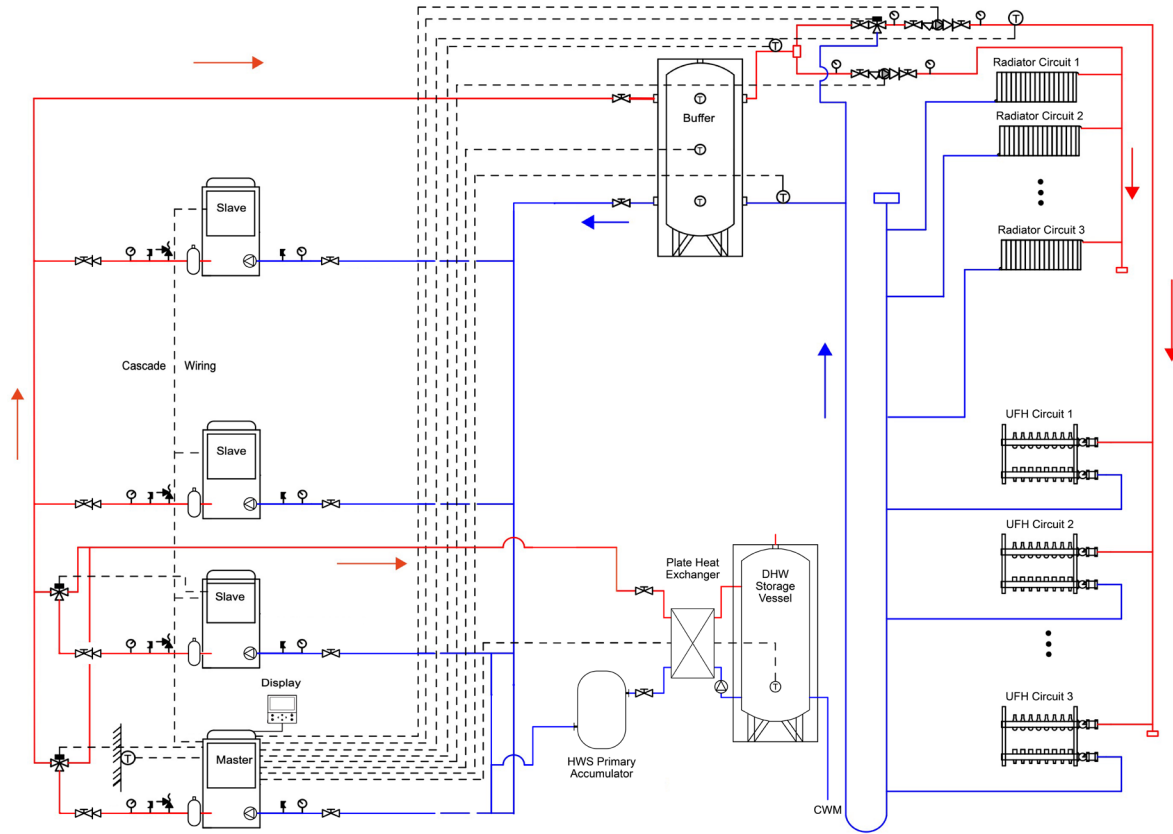 T
T
Radiator Circuit 1
T
Buffer
Radiator Circuit 2
T
Slave
T
T
Radiator Circuit 3
Cascade Wiring
UFH Circuit 1
Slave
UFH Circuit 2
Plate Heat
Exchanger
DHW
Storage
Vessel
Slave
Display
T
UFH Circuit 3
Master
T
HWS Primary
Accumulator
CWM